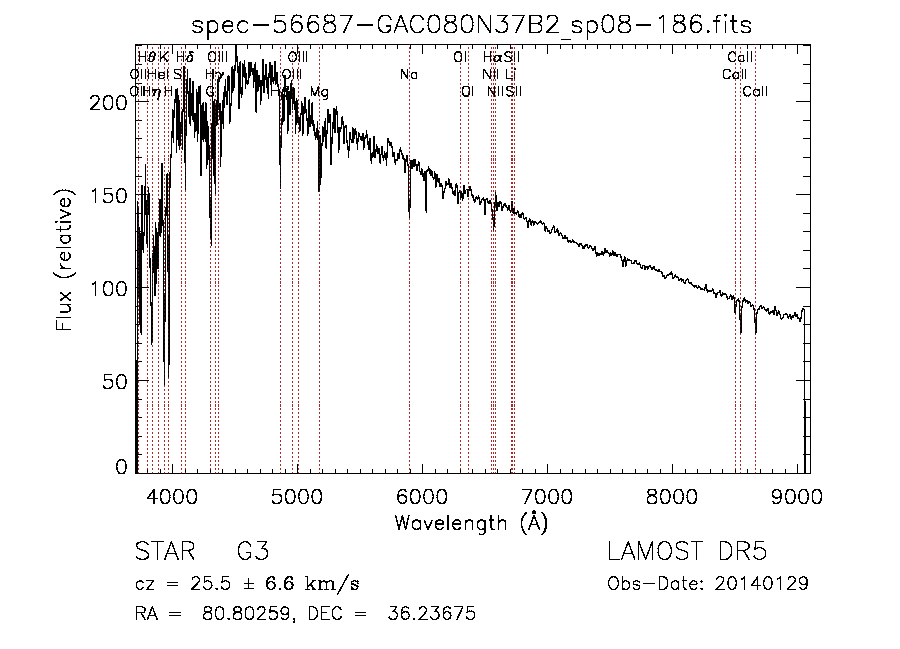 spec-56687-GAC080N37B2_sp08-186.fits
Hθ K Hδ OIII OIII OI Hα SII CaII
OII HeI SII Hγ OIII Na NII Li CaII
OII Hη H G Hβ Mg OI NII SII CaII
200
150
100
50
0
Flux (relative)
4000 5000 6000 7000 8000 9000
Wavelength (Å)
STAR G3 LAMOST DR5
cz = 25.5 ± 6.6 km/s Obs-Date: 20140129
RA = 80.80259, DEC = 36.23675